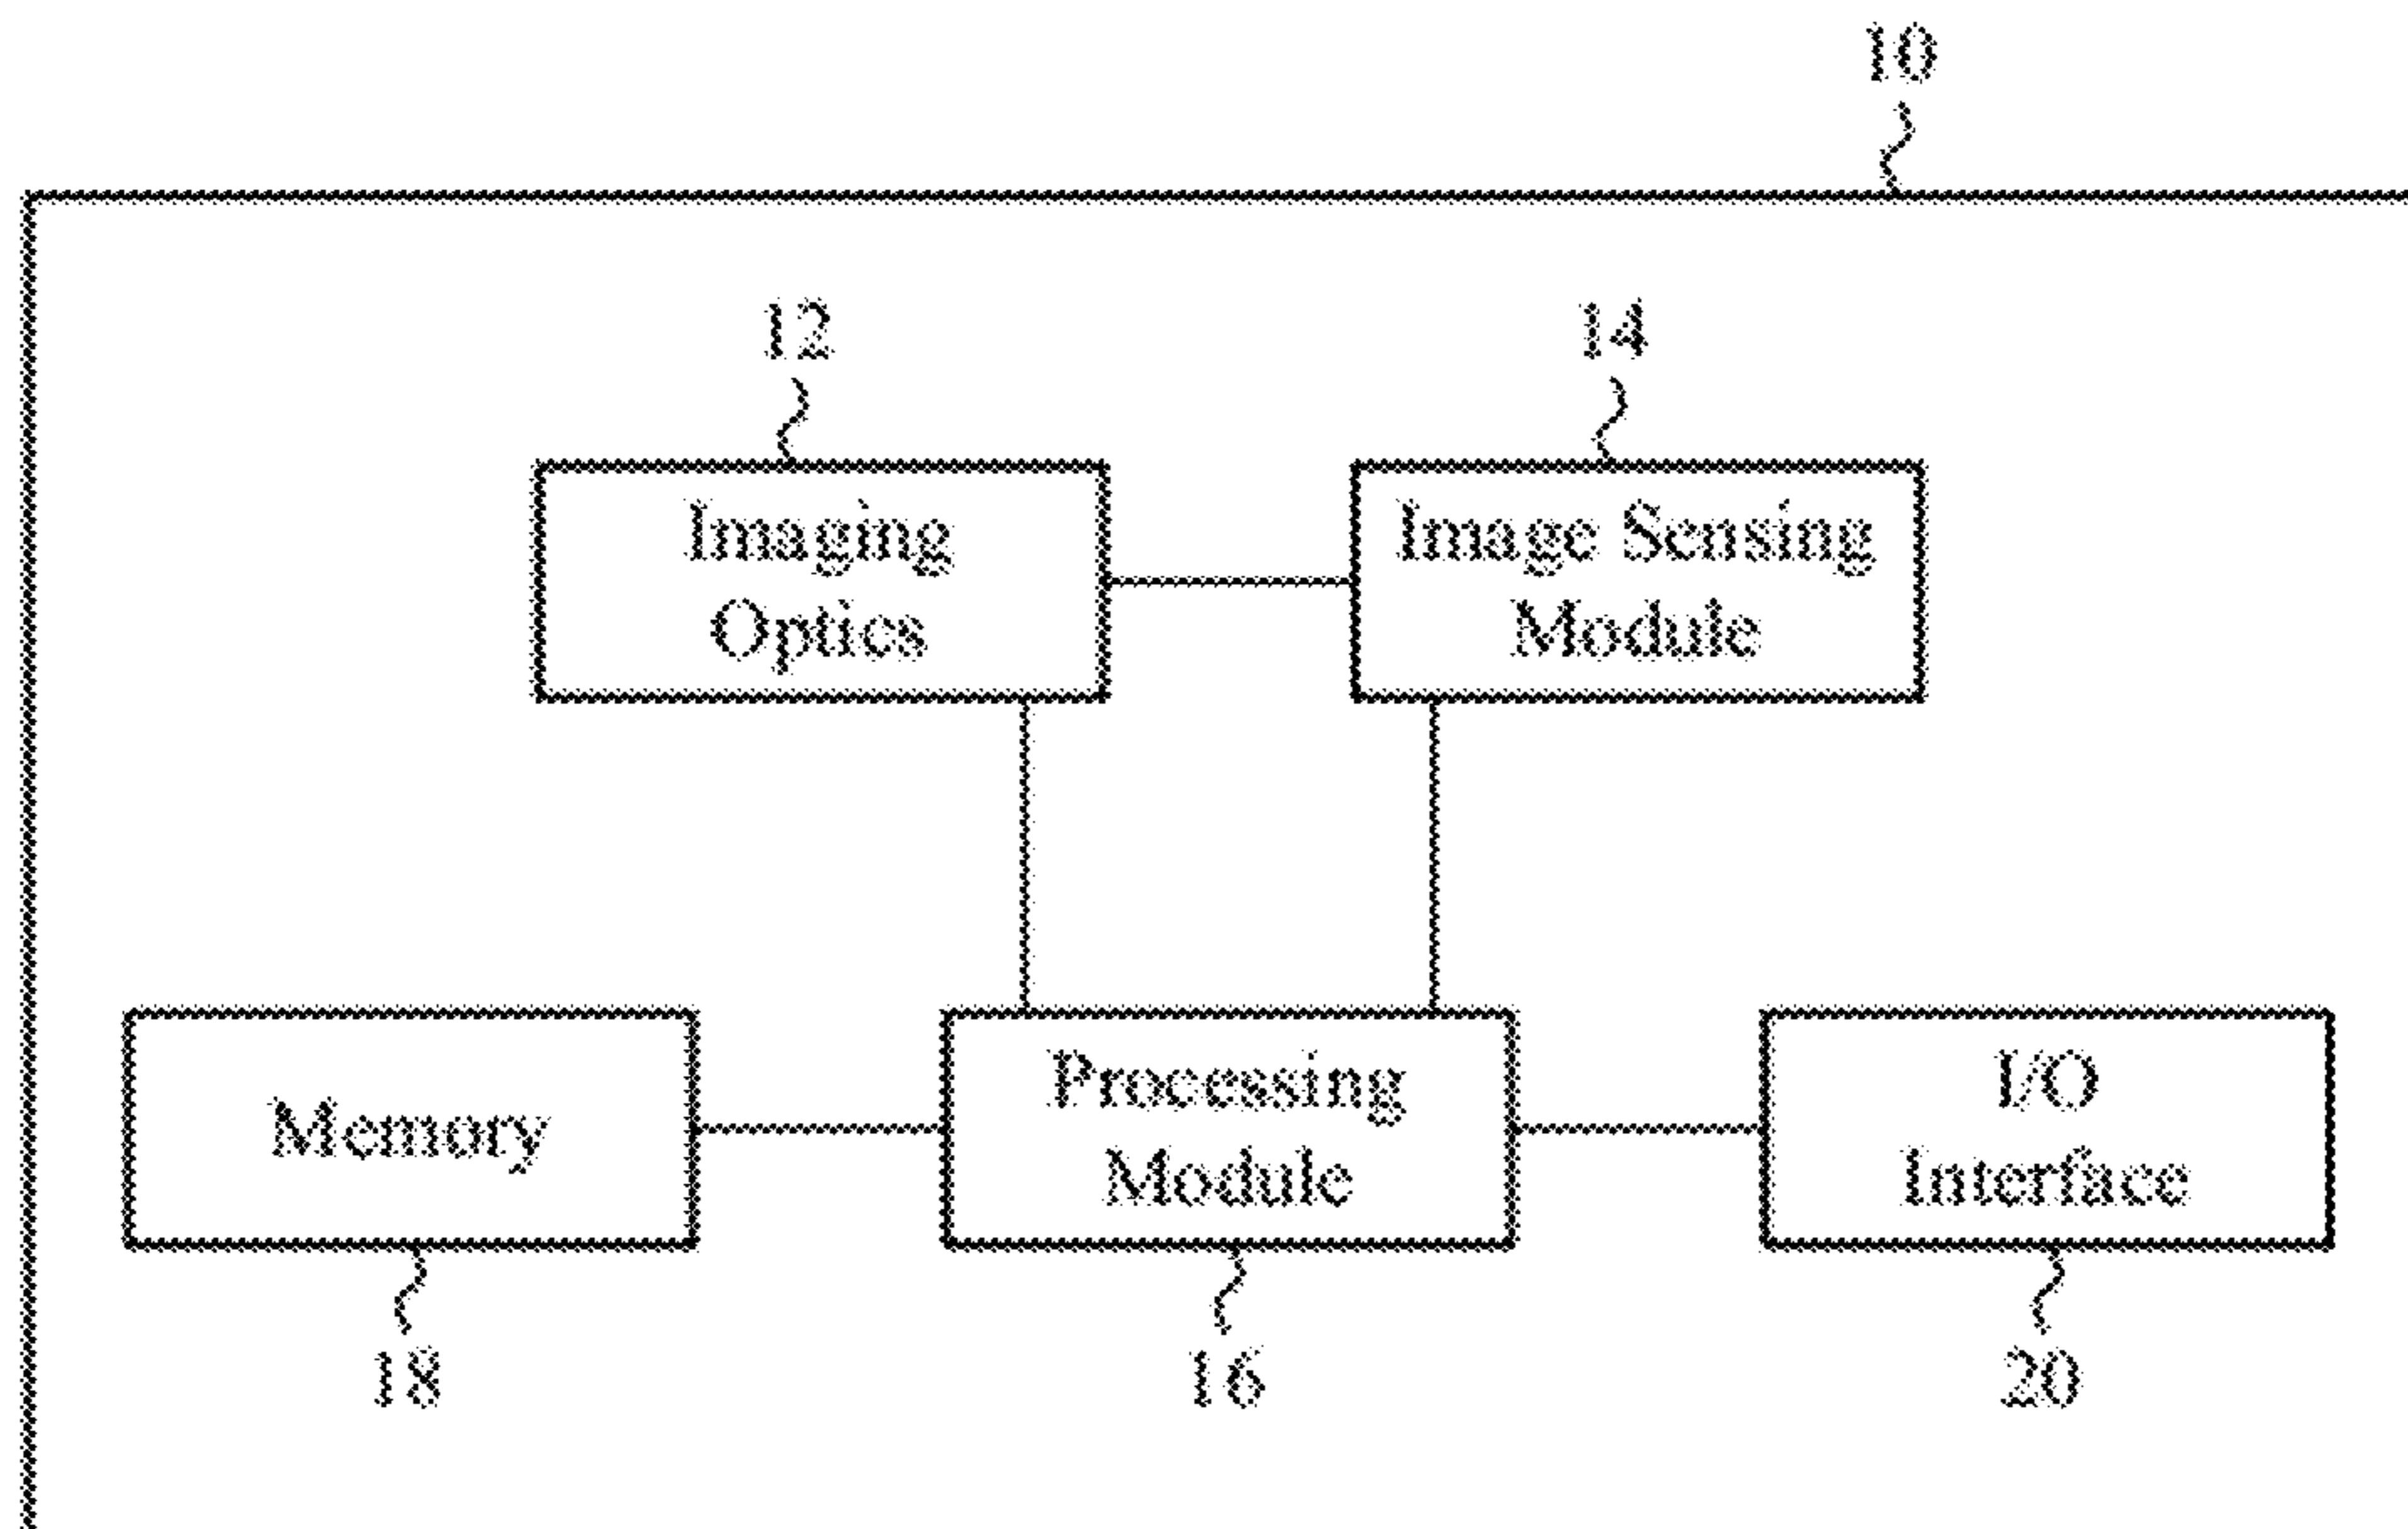 10
12
14
Imaging
Optics
Image Sensing
Module
Memory
Processing
Module
I/O
Interface
18
16
20